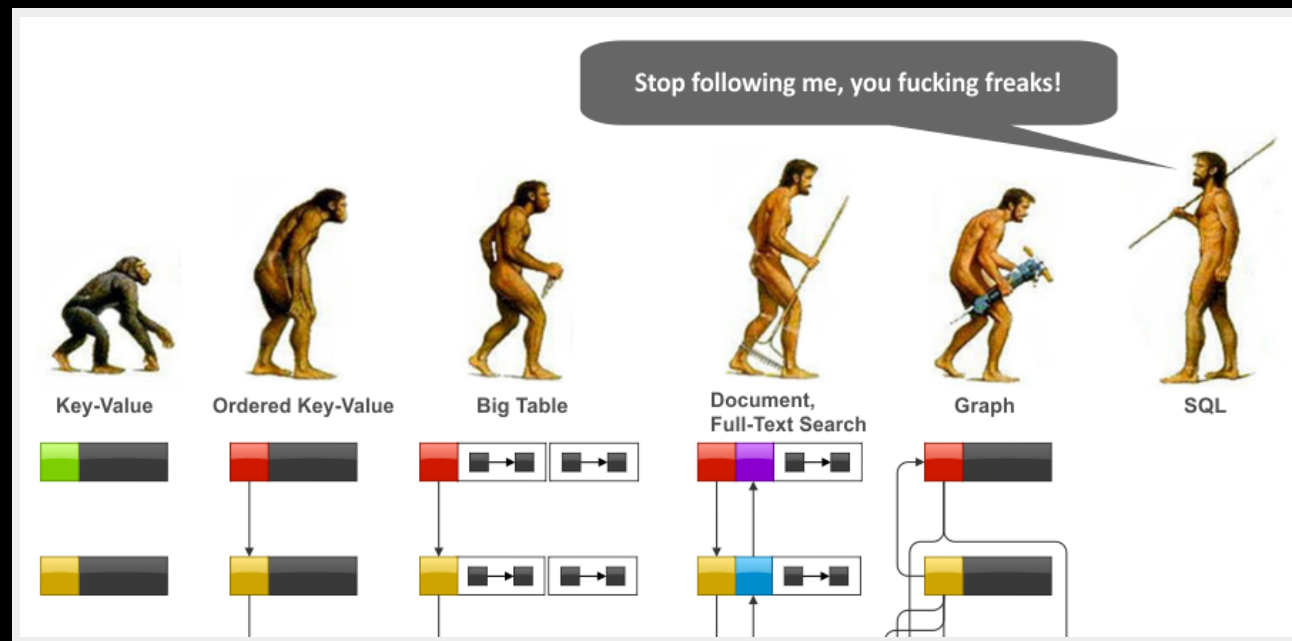 Stop following me, you fucking freaks!
Key-Value
Ordered Key-Value
Big Table
Document,
Full-Text Search
Graph
SQL